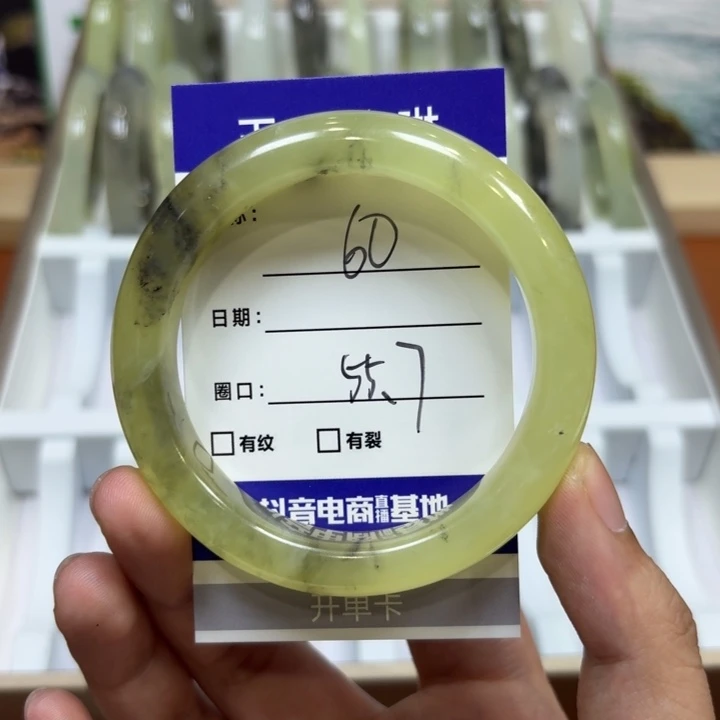 60
日期：
圈口： 55.7
□有纹 □有裂
抖音电商直播基地
开单卡